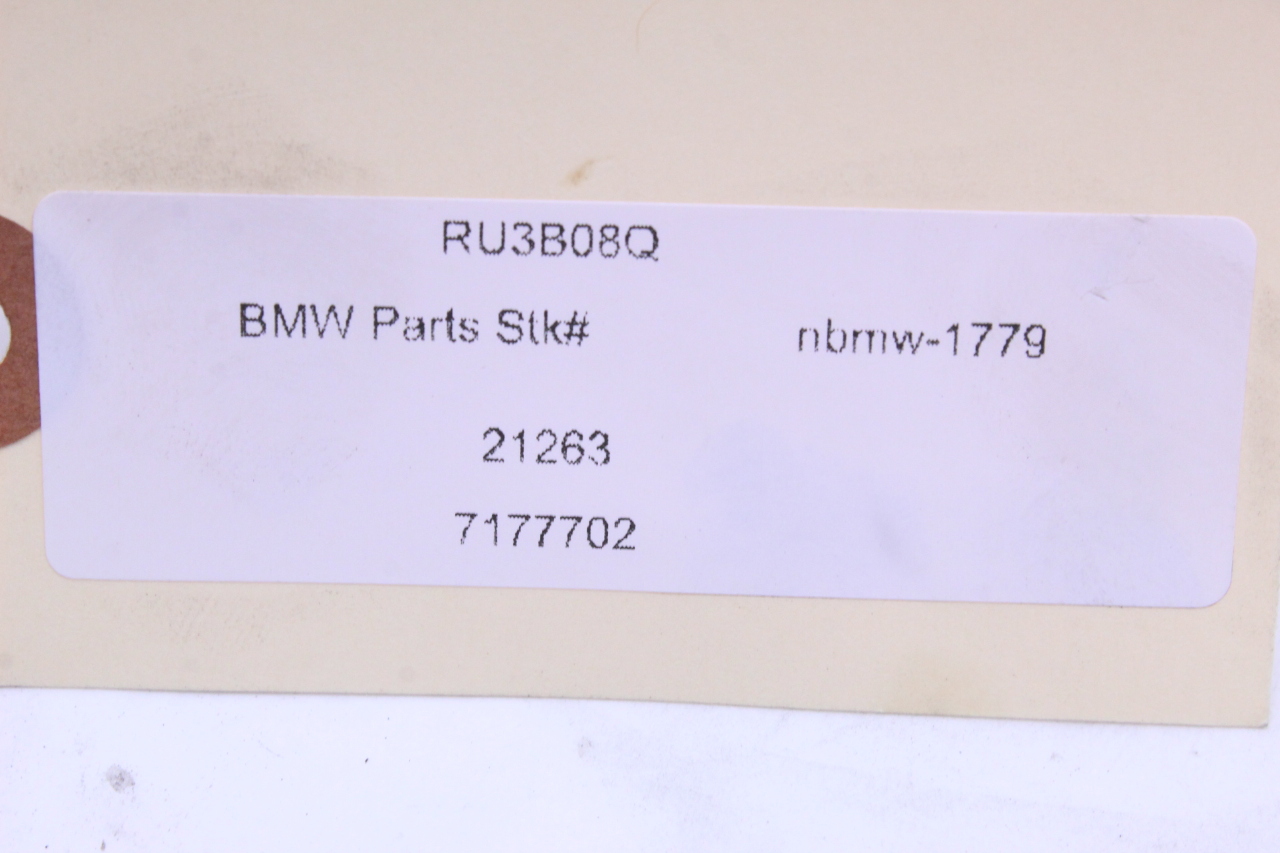 RU3B08Q
BMW Parts Stk# nbmw-1779
21263
7177702